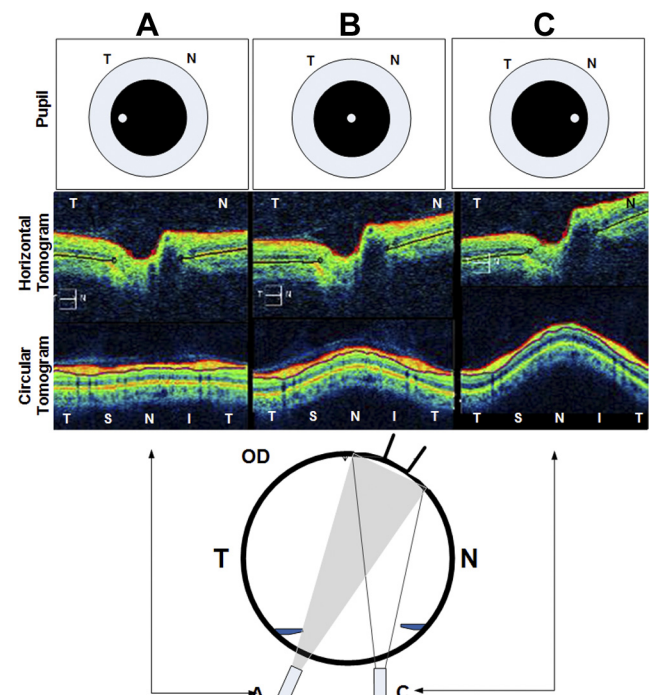 A B C
T N T N T N
Pupil
T N T N T N
Horizontal
Tomogram
T N T N T N
Circular
Tomogram
T S N I T T S N I T T S N I T
OD
T N
A C